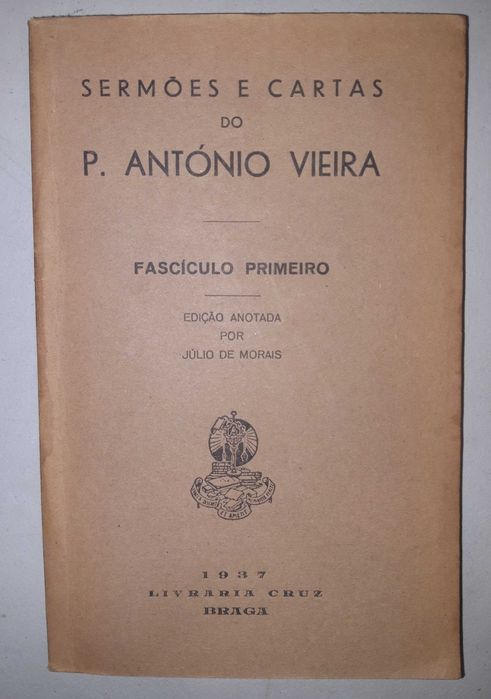 SERMÕES E CARTAS
DO
P. ANTÓNIO VIEIRA
FASCÍCULO PRIMEIRO
EDIÇÃO ANOTADA
POR
JÚLIO DE MORAIS
1937
LIVRARIA CRUZ
BRAGA